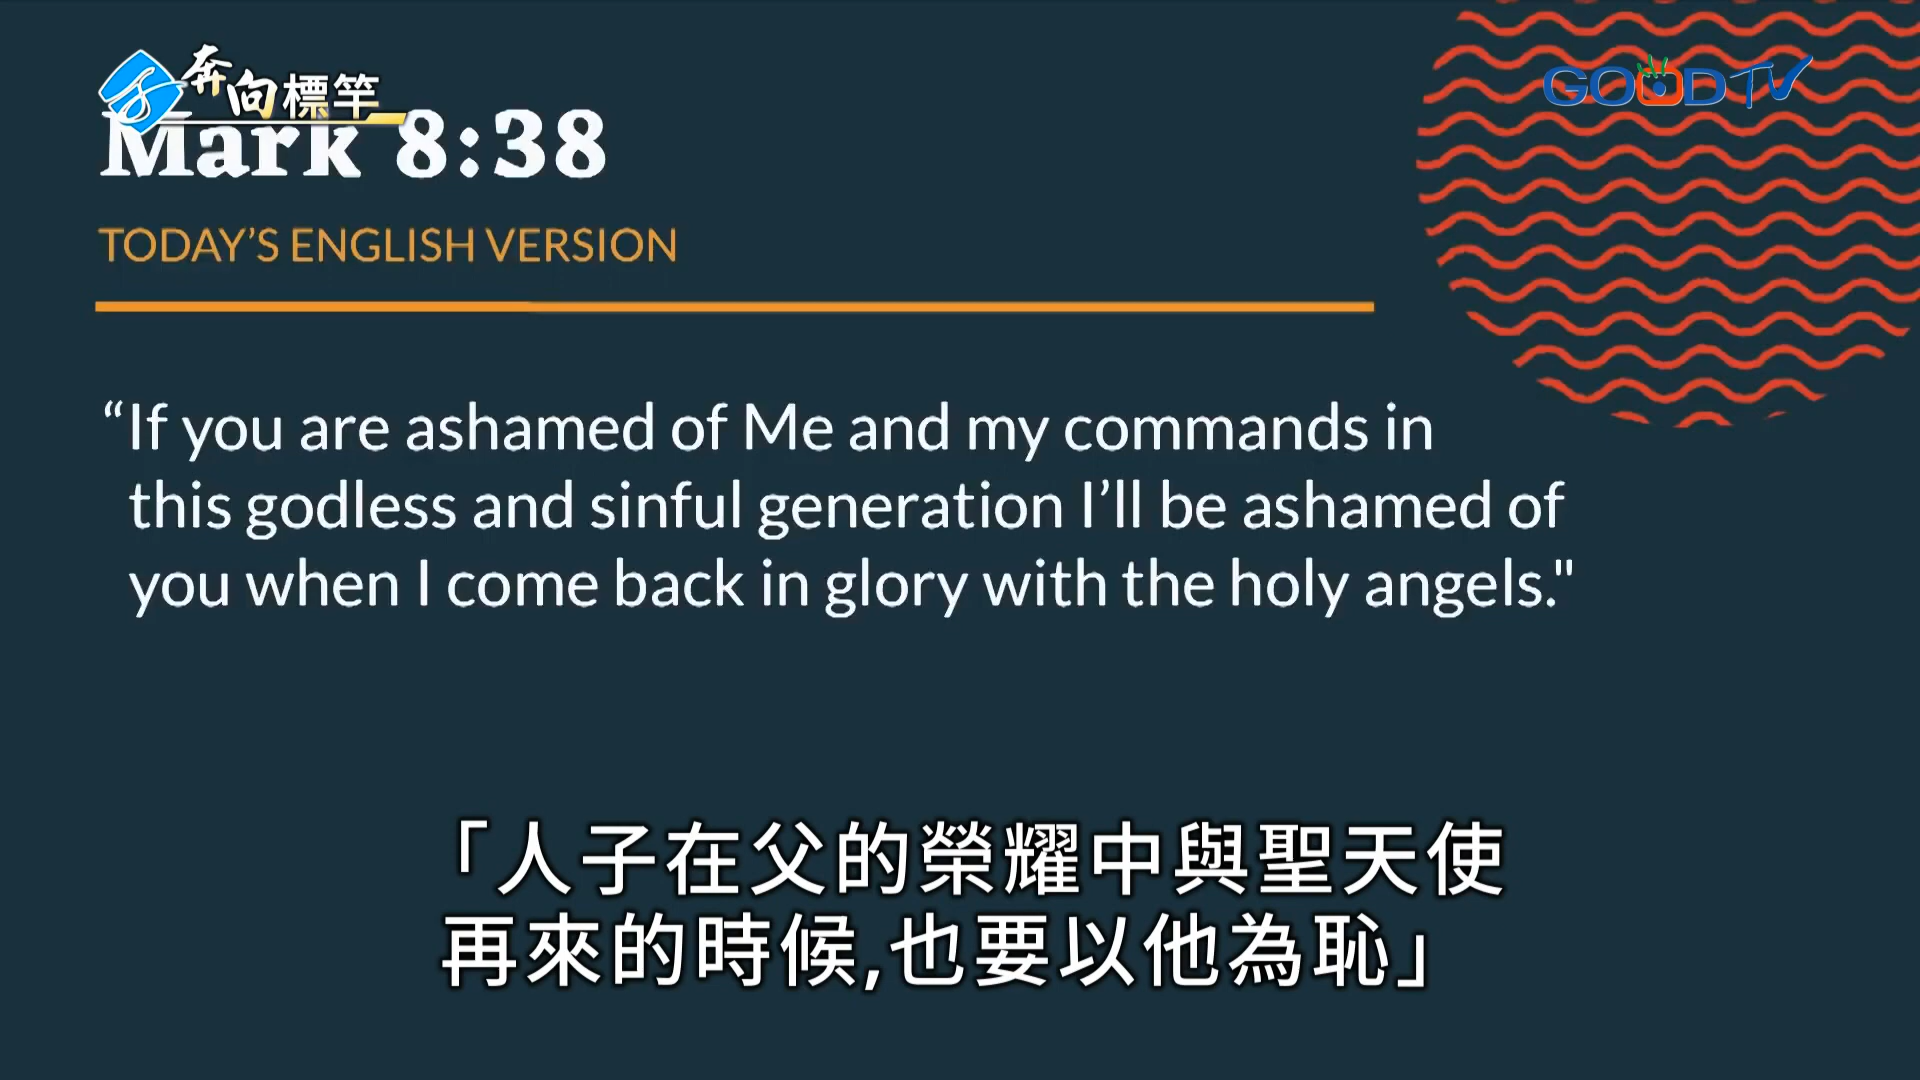 奔向標竿
GOODTV
Mark 8:38
TODAY’S ENGLISH VERSION
“If you are ashamed of Me and my commands in
this godless and sinful generation I’ll be ashamed of
you when I come back in glory with the holy angels."
「人子在父的榮耀中與聖天使
再來的時候,也要以他為恥」